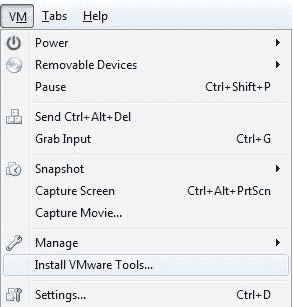 VM Tabs Help
Power
Removable Devices
Pause Ctrl+Shift+P
Send Ctrl+Alt+Del
Grab Input Ctrl+G
Snapshot
Capture Screen Ctrl+Alt+PrtScn
Capture Movie...
Manage
Install VMware Tools...
Settings... Ctrl+D